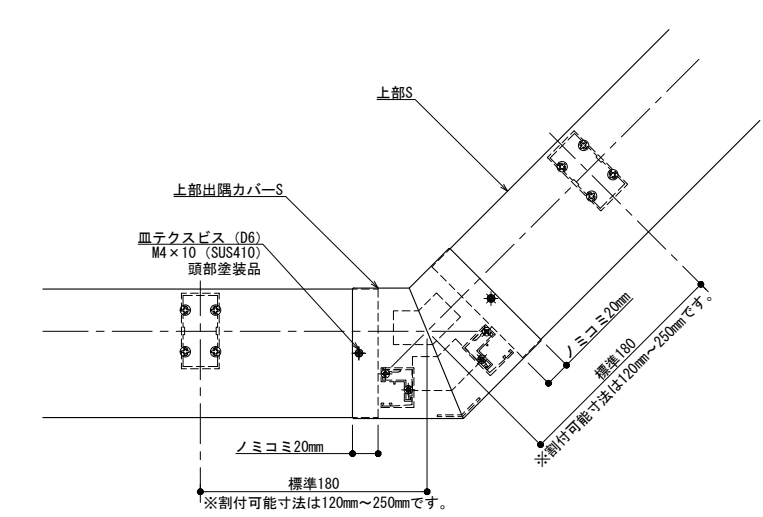 上部S
上部出隅カバーS
皿テクスビス（D6）
M4×10（SUS410）
頭部塗装品
ノミコミ20mm
標準180
※割付可能寸法は120mm～250mmです。
ノミコミ20mm
標準180
※割付可能寸法は120mm～250mmです。